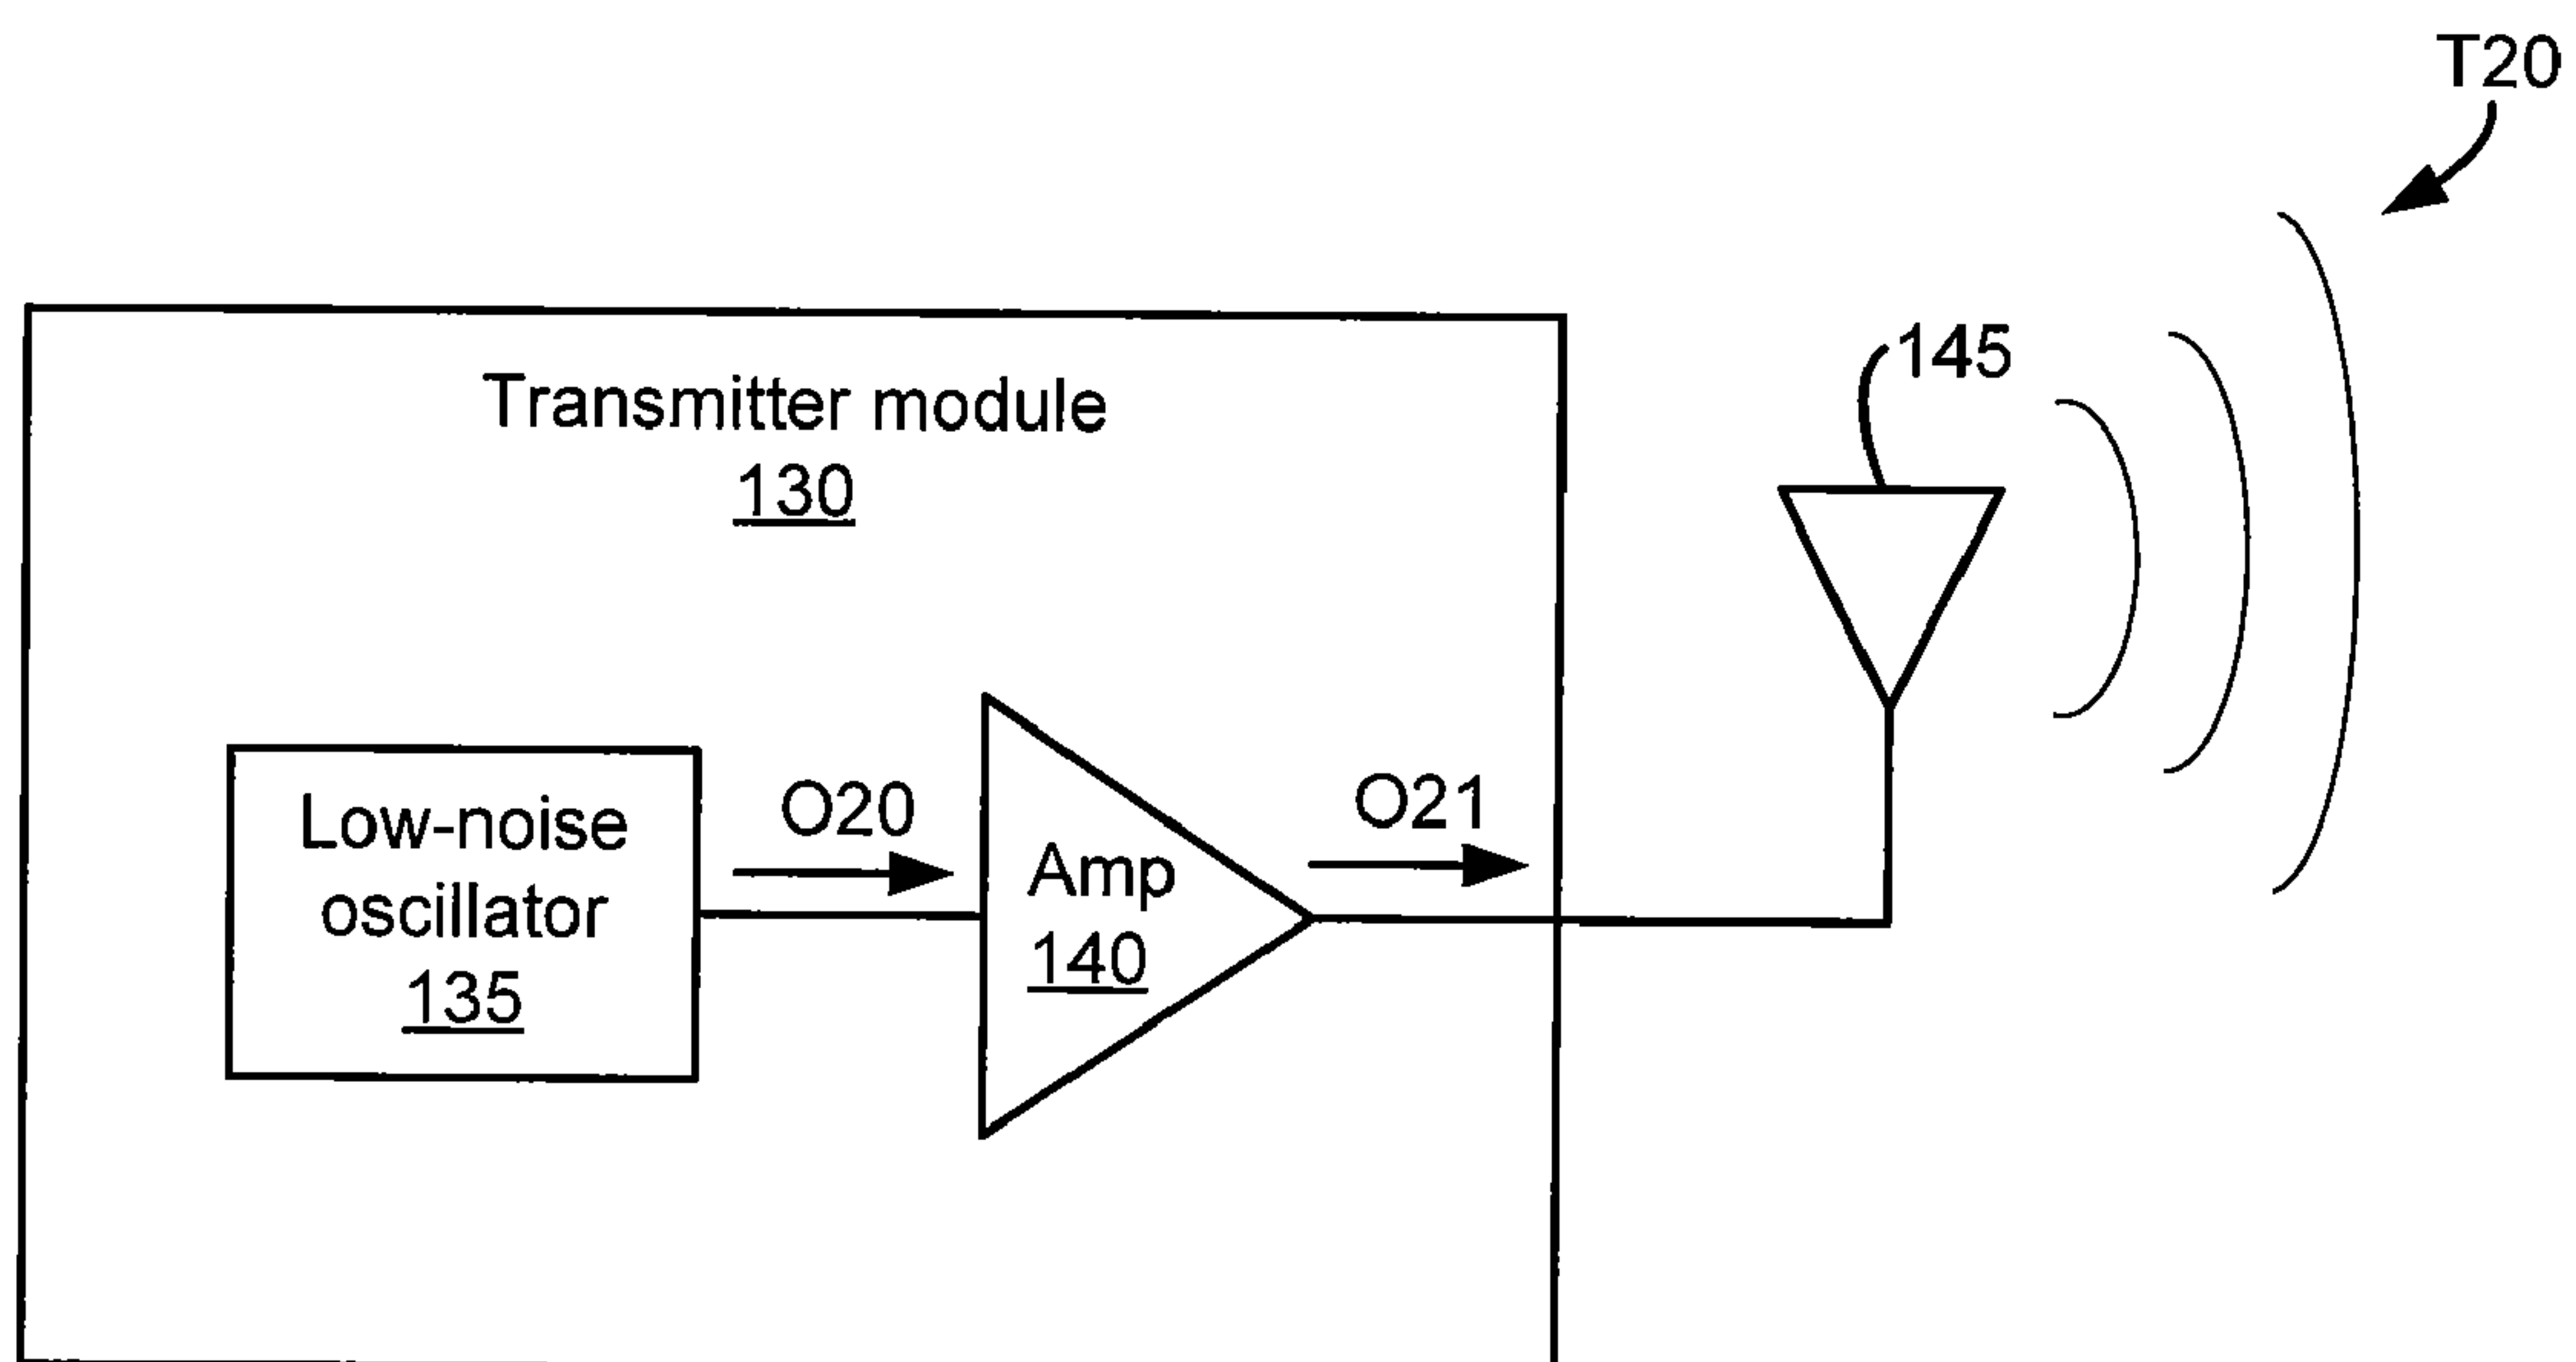 T20
145
Transmitter module
130
O20
O21
Low-noise
oscillator
135
Amp
140